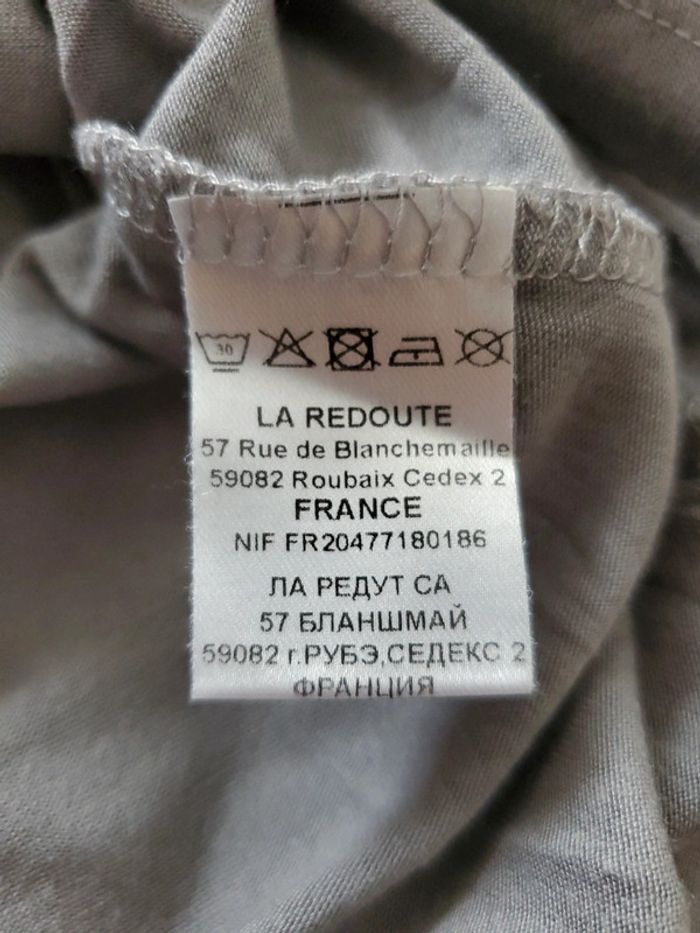 30
LA REDOUTE
57 Rue de Blanchemaille
59082 Roubaix Cedex 2
FRANCE
NIF FR20477180186
ЛА РЕДУТ СА
57 БЛАНШМАЙ
59082 г.РУБЭ,СЕДЕКС 2
ФРАНЦИЯ